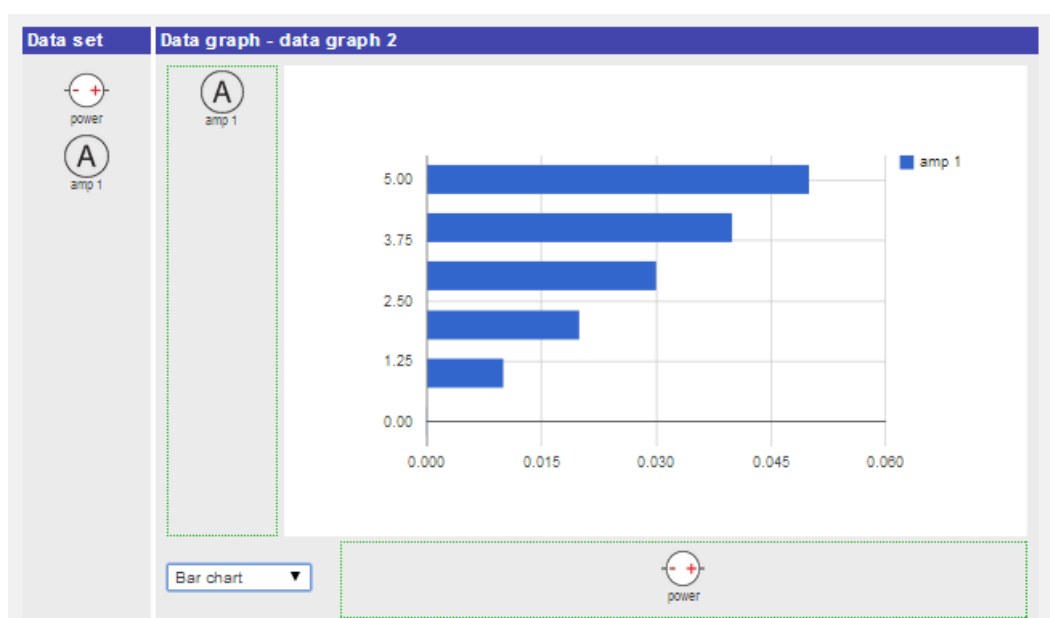 Data set
Data graph - data graph 2
- +
power
A
amp 1
A
amp 1
amp 1
5.00
3.75
2.50
1.25
0.00
0.000 0.015 0.030 0.045 0.060
Bar chart
- +
power